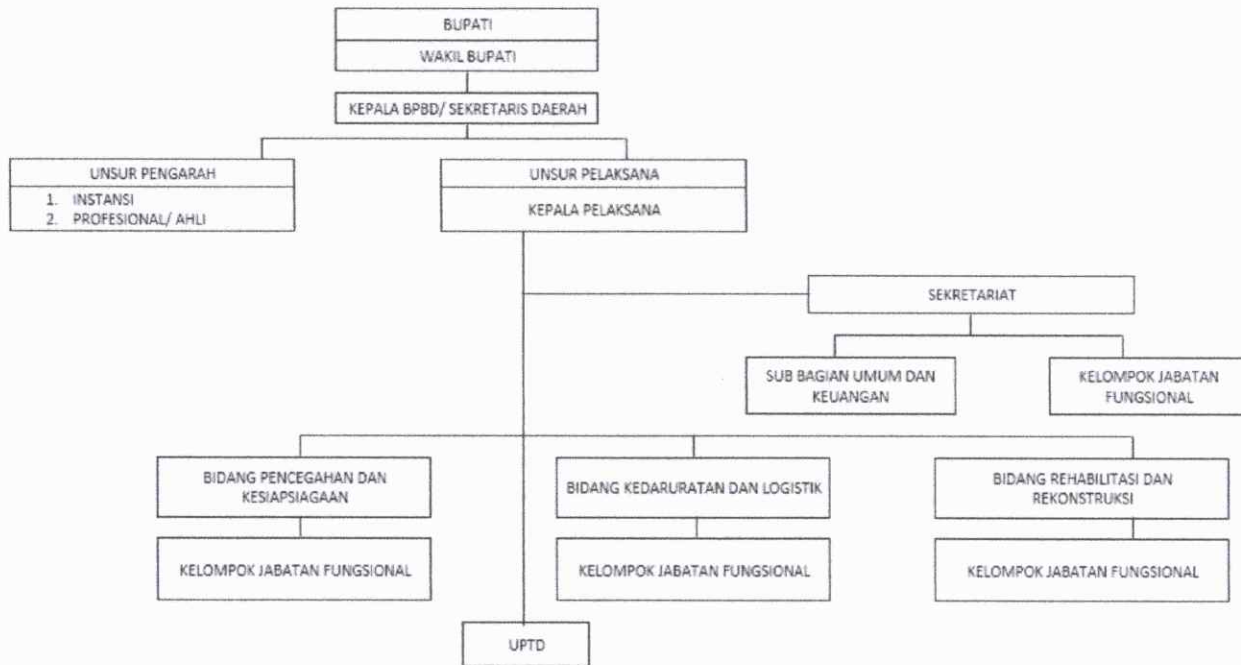 BUPATI
WAKIL BUPATI
KEPALA BPBD/ SEKRETARIS DAERAH
UNSUR PENGARAH
1. INSTANSI
2. PROFESIONAL/ AHLI
UNSUR PELAKSANA
KEPALA PELAKSANA
SEKRETARIAT
SUB BAGIAN UMUM DAN
KEUANGAN
KELOMPOK JABATAN
FUNGSIONAL
BIDANG PENCEGAHAN DAN
KESIAPSIAGAAN
BIDANG KEDARURATAN DAN LOGISTIK
BIDANG REHABILITASI DAN
REKONSTRUKSI
KELOMPOK JABATAN FUNGSIONAL
KELOMPOK JABATAN FUNGSIONAL
KELOMPOK JABATAN FUNGSIONAL
UPTD